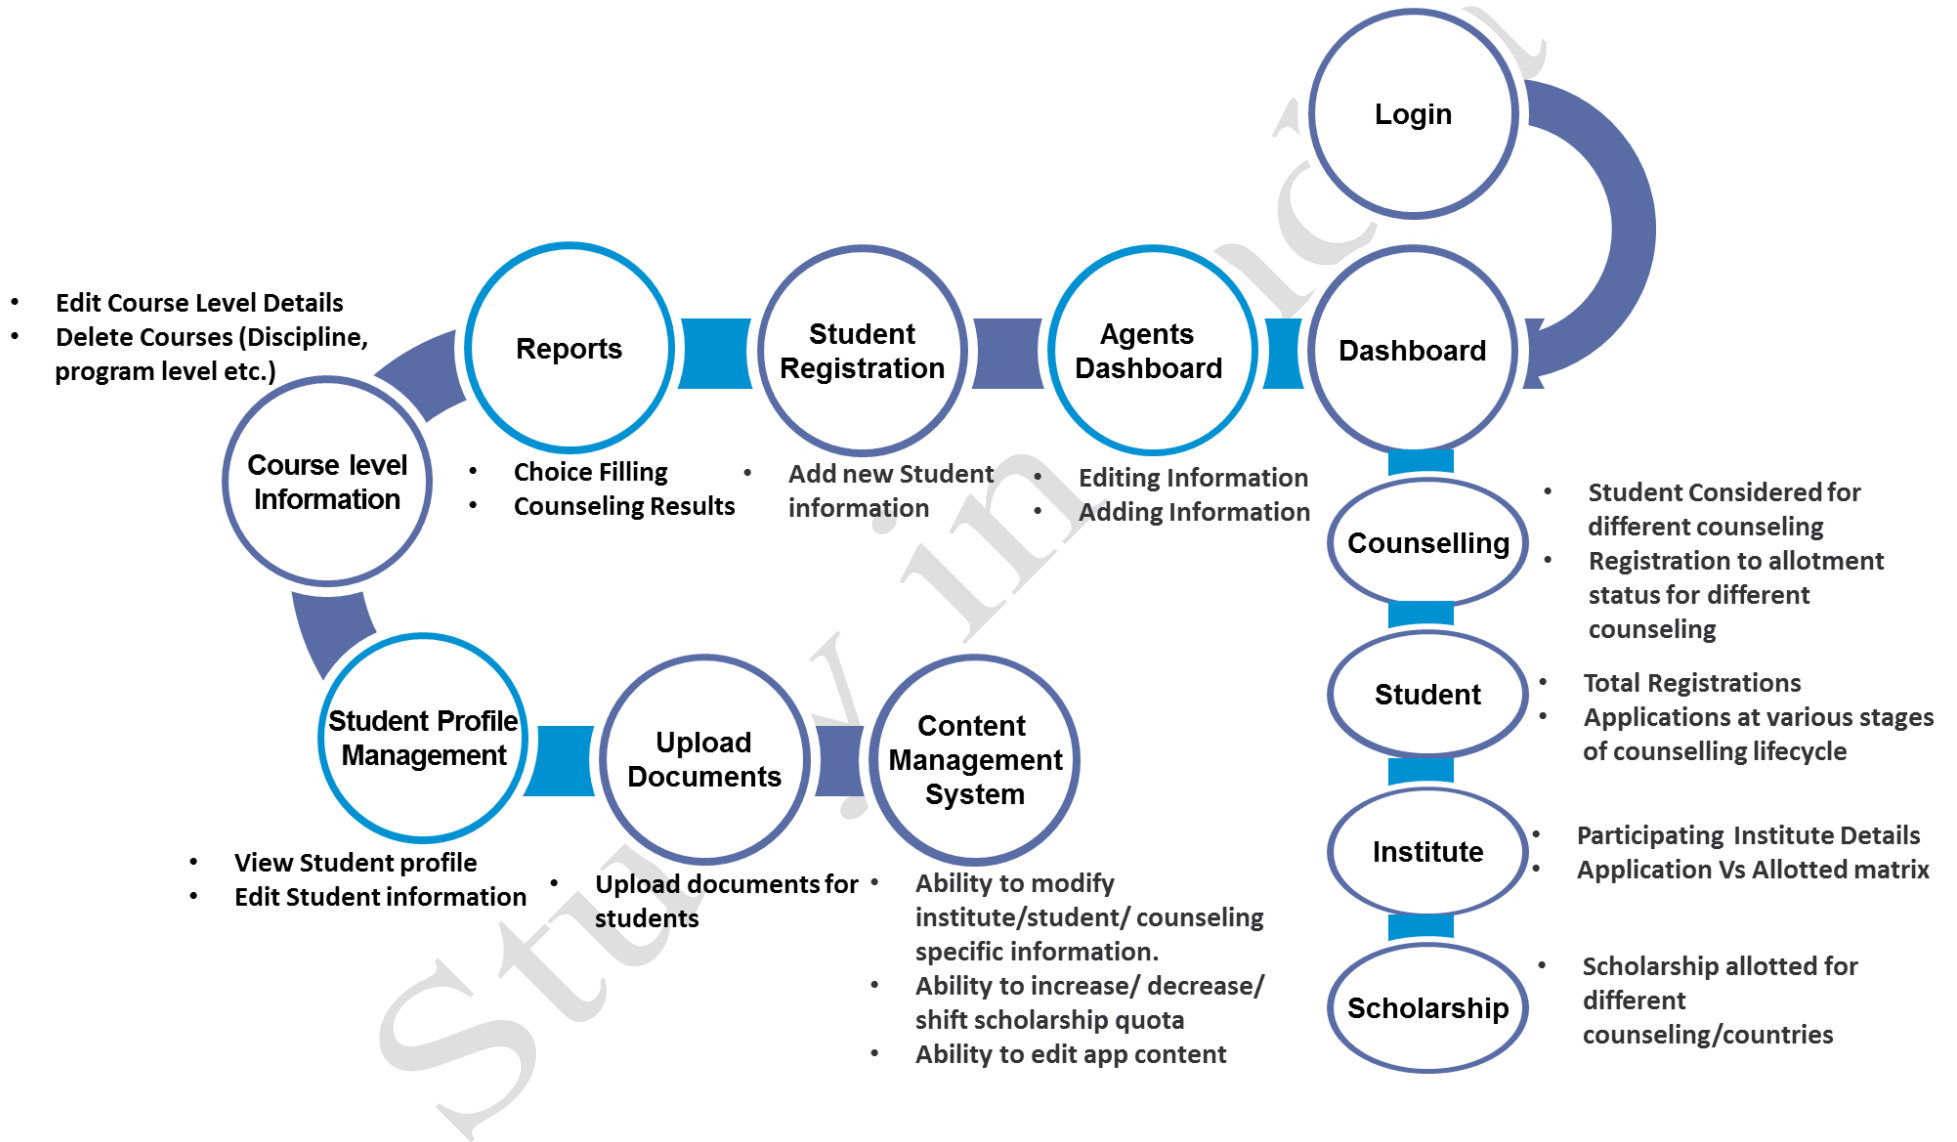 Login
Dashboard
Agents
Dashboard
Student
Registration
Reports
• Edit Course Level Details
• Delete Courses (Discipline,
program level etc.)
Course level
Information
• Choice Filling
• Counseling Results
• Add new Student
information
• Editing Information
• Adding Information
Counselling
• Student Considered for
different counseling
• Registration to allotment
status for different
counseling
Student
• Total Registrations
• Applications at various stages
of counselling lifecycle
Institute
• Participating Institute Details
• Application Vs Allotted matrix
Scholarship
• Scholarship allotted for
different
counseling/countries
Student Profile
Management
• View Student profile
• Edit Student information
Upload
Documents
• Upload documents for
students
Content
Management
System
• Ability to modify
institute/student/ counseling
specific information.
• Ability to increase/ decrease/
shift scholarship quota
• Ability to edit app content
Study in